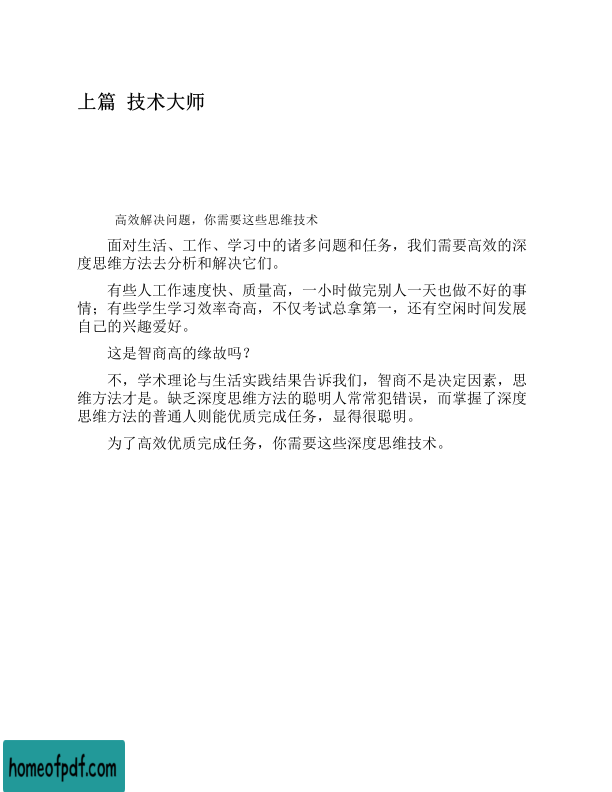 上篇 技术大师
高效解决问题，你需要这些思维技术
面对生活、工作、学习中的诸多问题和任务，我们需要高效的深
度思维方法去分析和解决它们。
有些人工作速度快、质量高，一小时做完别人一天也做不好的事
情；有些学生学习效率奇高，不仅考试总拿第一，还有空闲时间发展
自己的兴趣爱好。
这是智商高的缘故吗？
不，学术理论与生活实践结果告诉我们，智商不是决定因素，思
维方法才是。缺乏深度思维方法的聪明人常常犯错误，而掌握了深度
思维方法的普通人则能优质完成任务，显得很聪明。
为了高效优质完成任务，你需要这些深度思维技术。
homeofpdf.com